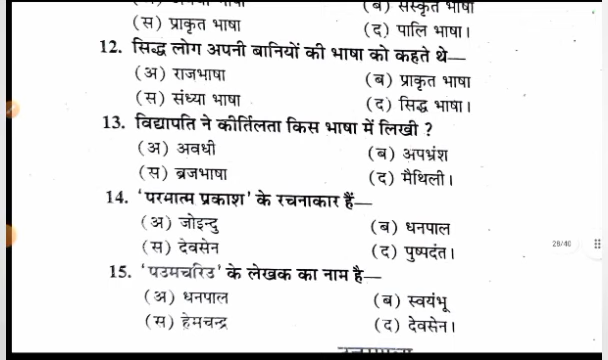 (ब) संस्कृत भाषा
(स) प्राकृत भाषा (द) पालि भाषा।
12. सिद्ध लोग अपनी बानियों की भाषा को कहते थे—
(अ) राजभाषा (ब) प्राकृत भाषा
(स) संध्या भाषा (द) सिद्ध भाषा।
13. विद्यापति ने कीर्तिलता किस भाषा में लिखी ?
(अ) अवधी (ब) अपभ्रंश
(स) ब्रजभाषा (द) मैथिली।
14. ‘परमात्म प्रकाश’ के रचनाकार हैं—
(अ) जोइन्दु (ब) धनपाल
(स) देवसेन (द) पुष्पदंत।
28/40
15. ‘पउमचरिउ’ के लेखक का नाम है—
(अ) धनपाल (ब) स्वयंभू
(स) हेमचन्द्र (द) देवसेन।